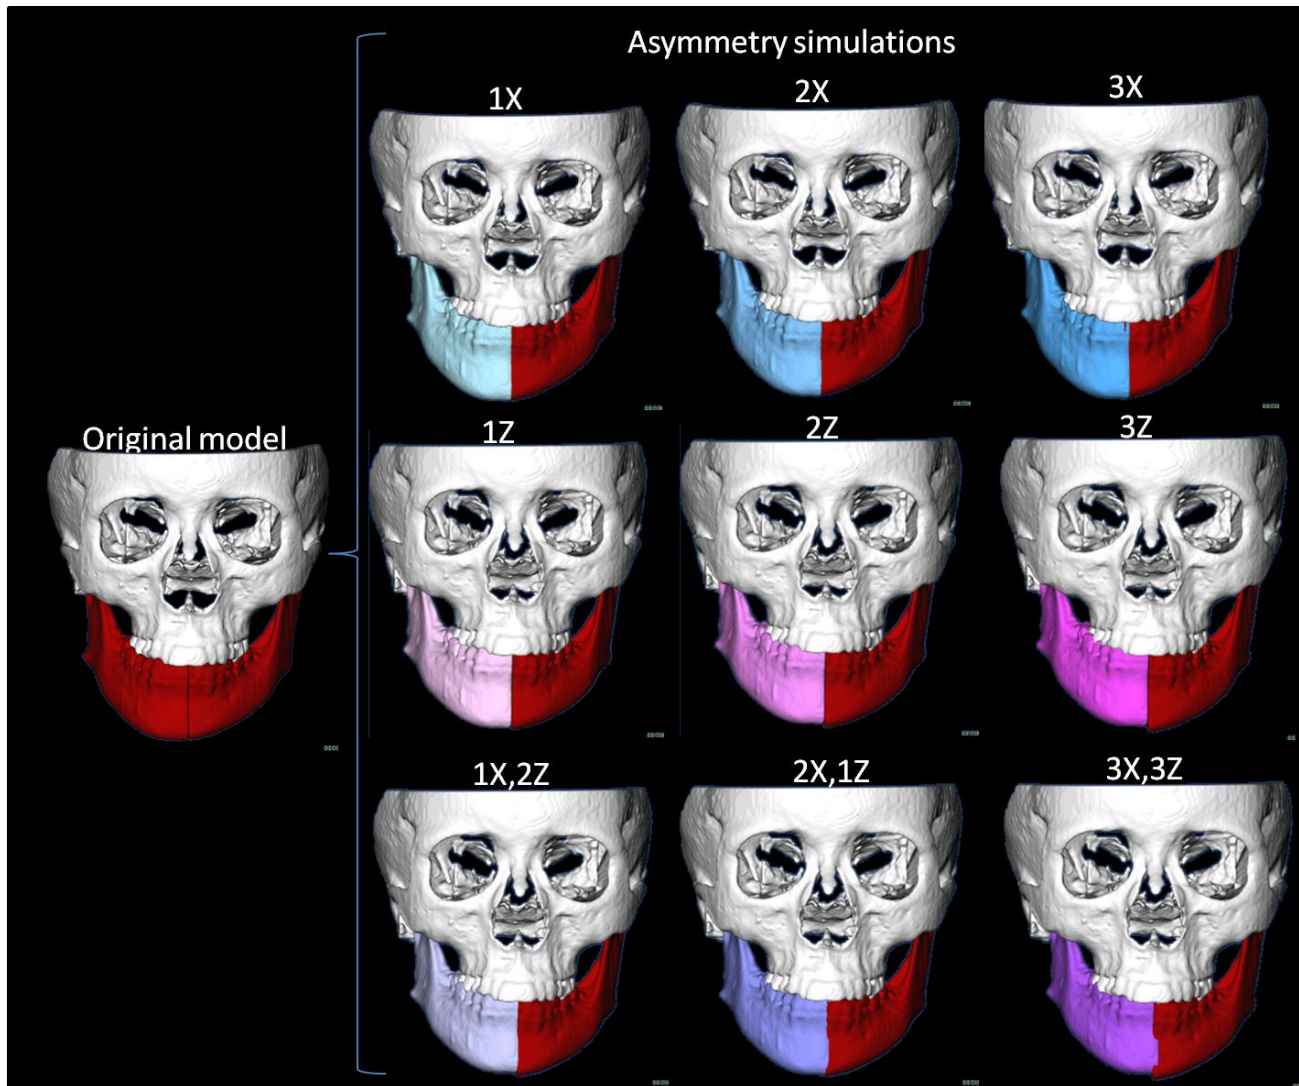 Asymmetry simulations
1X
2X
3X
Original model
1Z
2Z
3Z
1X,2Z
2X,1Z
3X,3Z